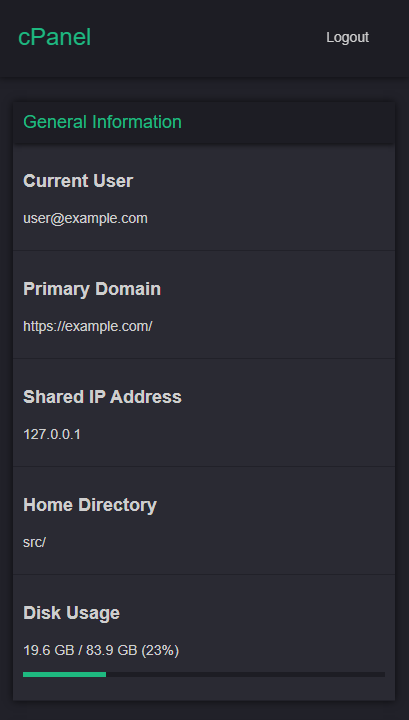 cPanel
Logout
General Information
Current User
user@example.com
Primary Domain
https://example.com/
Shared IP Address
127.0.0.1
Home Directory
src/
Disk Usage
19.6 GB / 83.9 GB (23%)